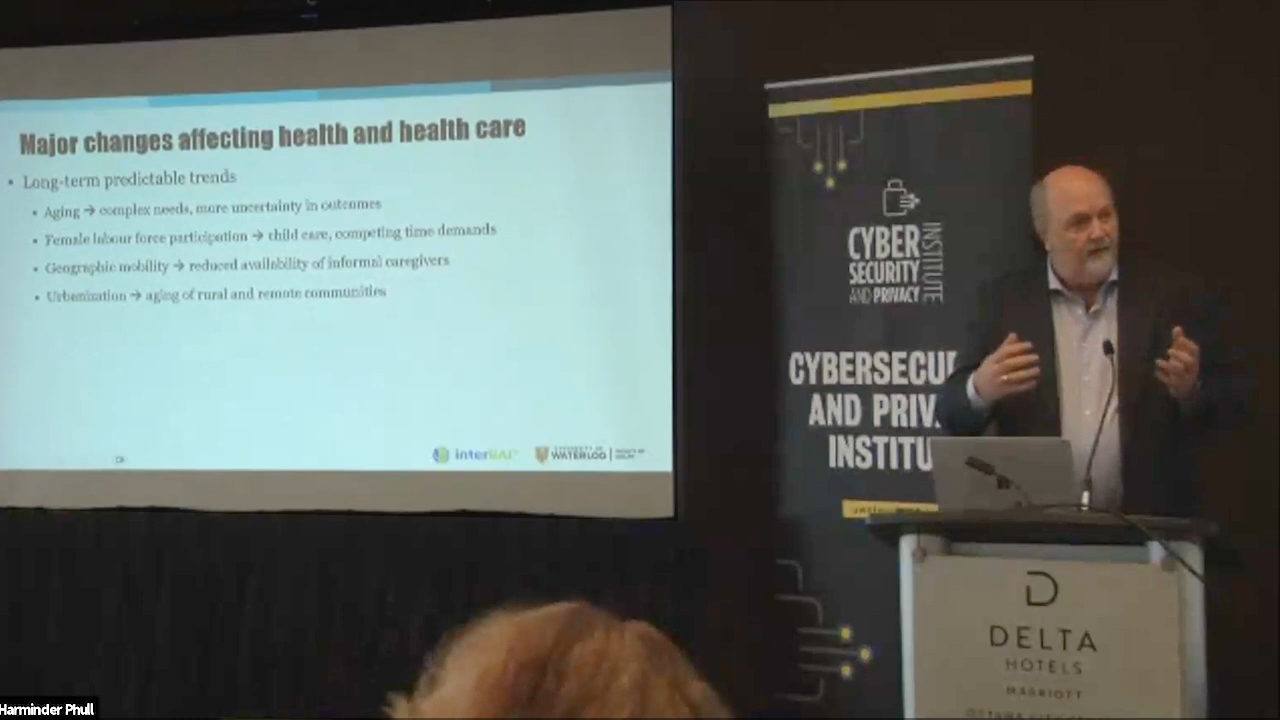 Major changes affecting health and health care
• Long-term predictable trends
• Aging → complex needs, more uncertainty in outcomes
• Female labour force participation → child care, competing time demands
• Geographic mobility → reduced availability of informal caregivers
• Urbanization → aging of rural and remote communities
interRAI
UNIVERSITY OF
WATERLOO
CYBER
SECURITY
AND PRIVACY
INSTITUTE
CYBERSECU
AND PRIV
INSTITU
D
DELTA
HOTELS
MARRIOTT
Harminder Phull